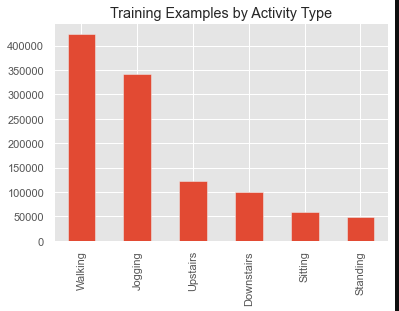 Training Examples by Activity Type
400000
350000
300000
250000
200000
150000
100000
50000
0
Walking
Jogging
Upstairs
Downstairs
Sitting
Standing